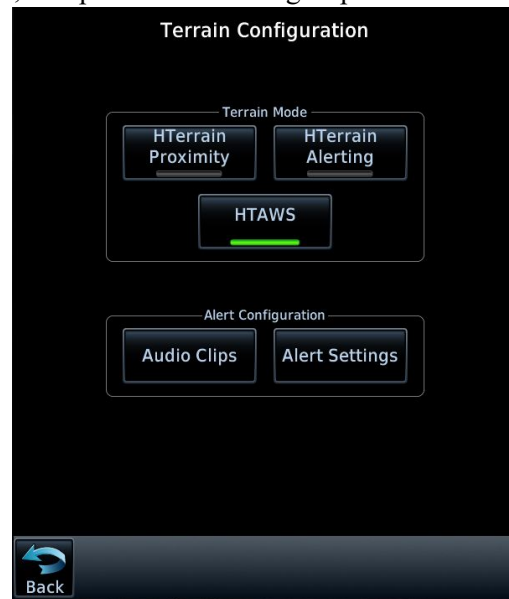 Terrain Configuration
Terrain Mode
HTerrain
Proximity
HTerrain
Alerting
HTAWS
Alert Configuration
Audio Clips
Alert Settings
Back